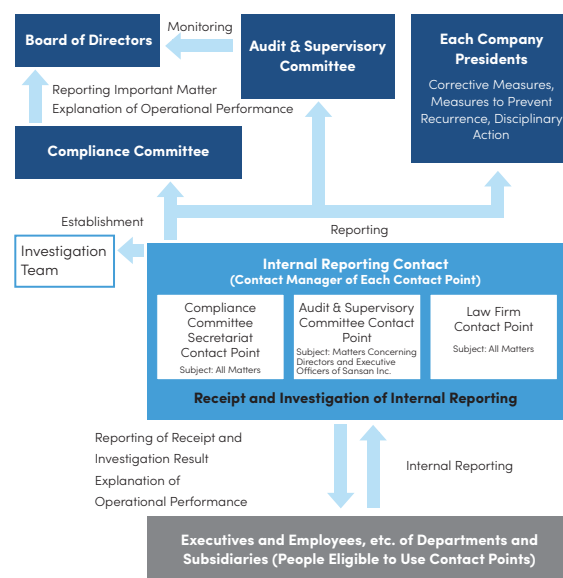 Board of Directors
Monitoring
Audit & Supervisory
Committee
Each Company
Presidents
Corrective Measures,
Measures to Prevent
Recurrence, Disciplinary
Action
Reporting Important Matter
Explanation of Operational Performance
Compliance Committee
Establishment
Reporting
Investigation
Team
Internal Reporting Contact
(Contact Manager of Each Contact Point)
Compliance
Committee
Secretariat
Contact Point
Subject: All Matters
Audit & Supervisory
Committee Contact
Point
Subject: Matters Concerning
Directors and Executive
Officers of Sansan Inc.
Law Firm
Contact Point
Subject: All Matters
Receipt and Investigation of Internal Reporting
Reporting of Receipt and
Investigation Result
Explanation of
Operational Performance
Internal Reporting
Executives and Employees, etc. of Departments and
Subsidiaries (People Eligible to Use Contact Points)